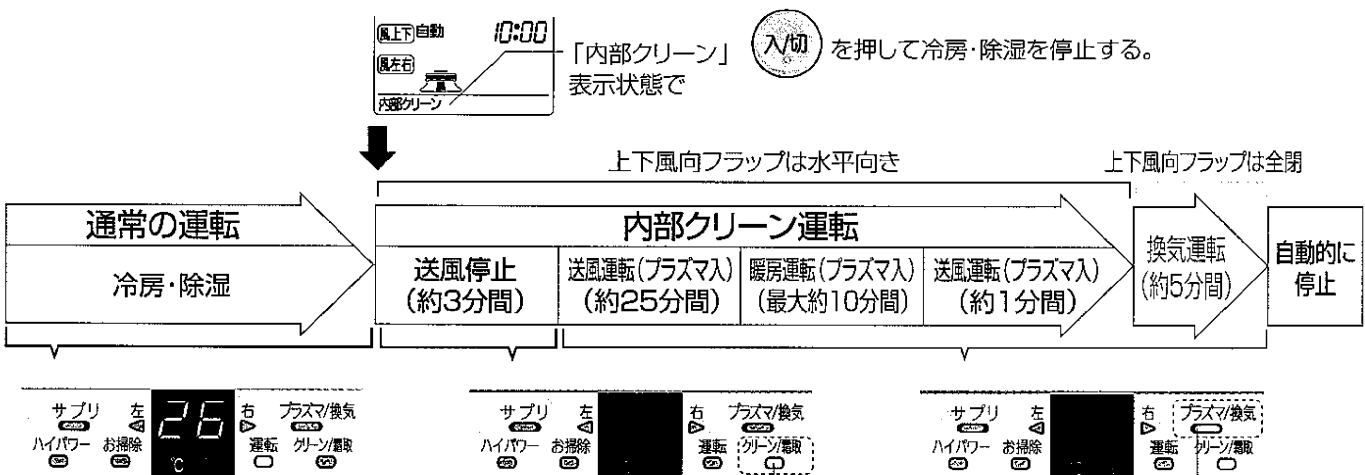 風上下 自動 10:00
風左右
内部クリーン
「内部クリーン」
表示状態で
入/切 を押して冷房・除湿を停止する。
上下風向フラップは水平向き
上下風向フラップは全閉
通常の運転
冷房・除湿
内部クリーン運転
送風停止
(約3分間)
送風運転(プラズマ入)
(約25分間)
暖房運転(プラズマ入)
(最大約10分間)
送風運転(プラズマ入)
(約1分間)
換気運転
(約5分間)
自動的に
停止
サプリ 左 26 右 プラズマ/換気
ハイパワー お掃除 ℃ 運転 クリーン/霜取
サプリ 左 右 プラズマ/換気
ハイパワー お掃除 運転 クリーン/霜取
サプリ 左 右 プラズマ/換気
ハイパワー お掃除 運転 クリーン/霜取